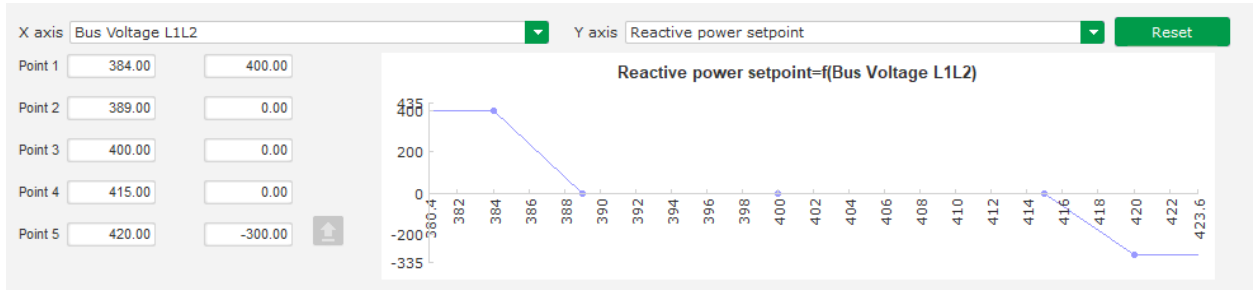 X axis Bus Voltage L1L2 Y axis Reactive power setpoint Reset
Point 1 384.00 400.00
Point 2 389.00 0.00
Point 3 400.00 0.00
Point 4 415.00 0.00
Point 5 420.00 -300.00
Reactive power setpoint=f(Bus Voltage L1L2)
435
400
200
0
-200
-335
380.4 382 384 386 388 390 392 394 396 398 400 402 404 406 408 410 412 414 416 418 420 422 423.6